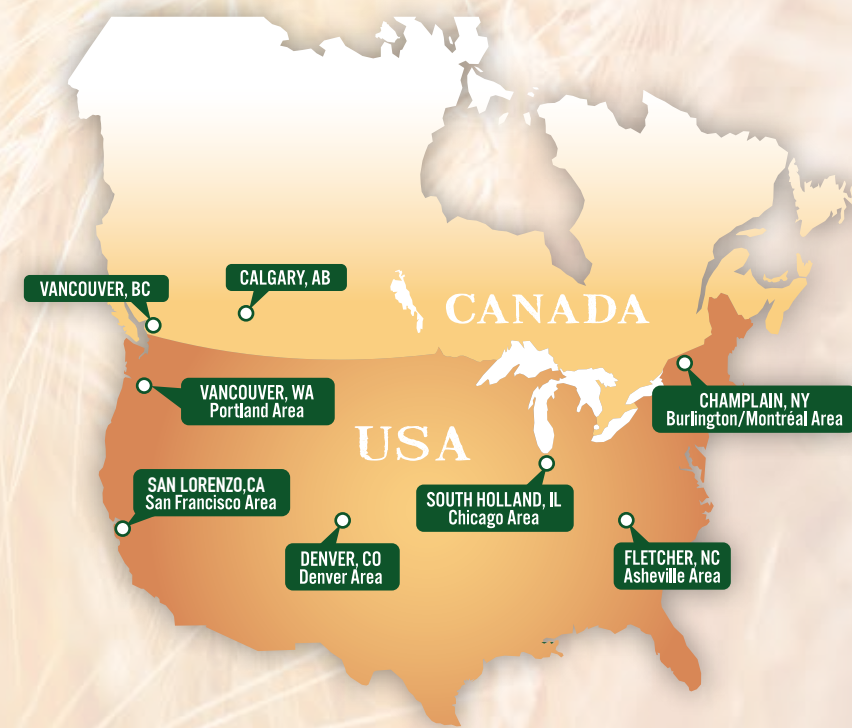 CALGARY, AB
VANCOUVER, BC
CANADA
VANCOUVER, WA
Portland Area
CHAMPLAIN, NY
Burlington/Montréal Area
USA
SAN LORENZO,CA
San Francisco Area
SOUTH HOLLAND, IL
Chicago Area
DENVER, CO
Denver Area
FLETCHER, NC
Asheville Area